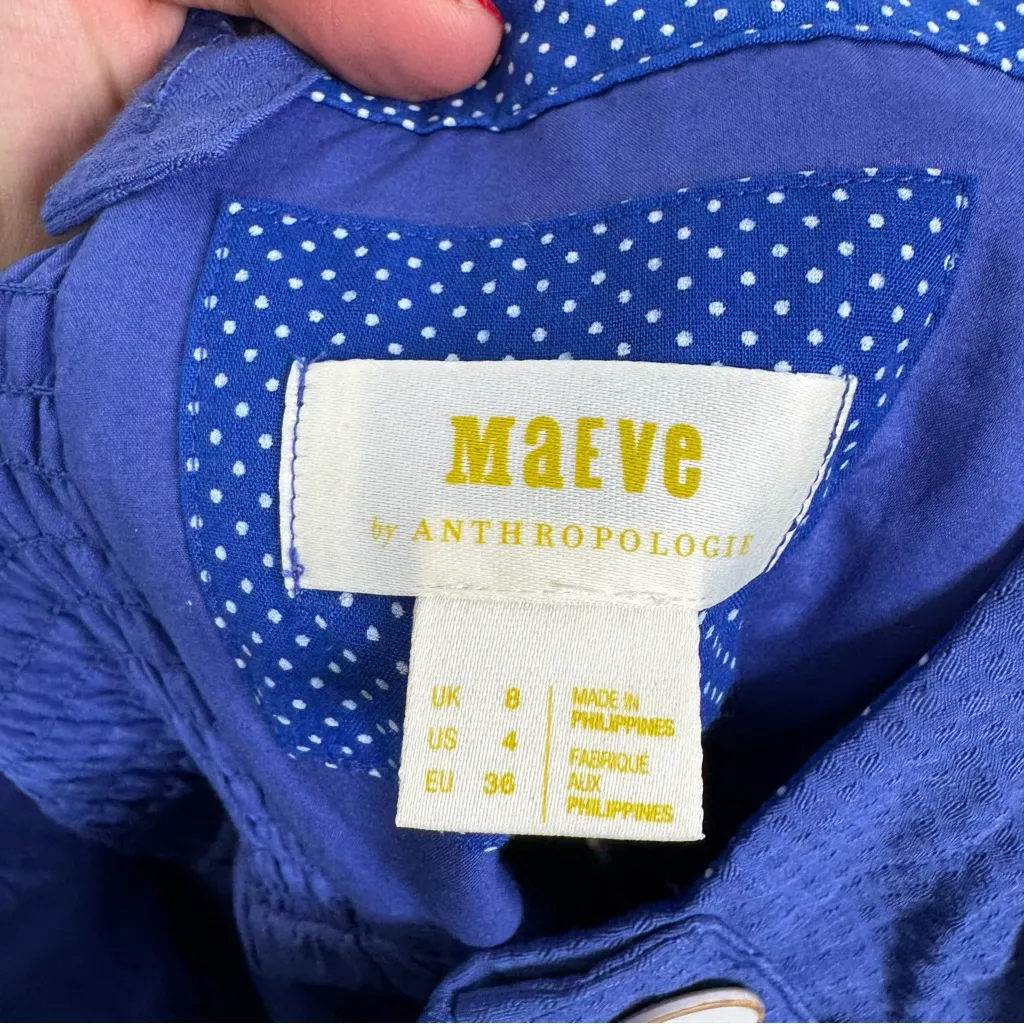 MaEVe
by ANTHROPOLOGIE
UK 8
US 4
EU 36
MADE IN
PHILIPPINES
FABRIQUÉ
AUX
PHILIPPINES